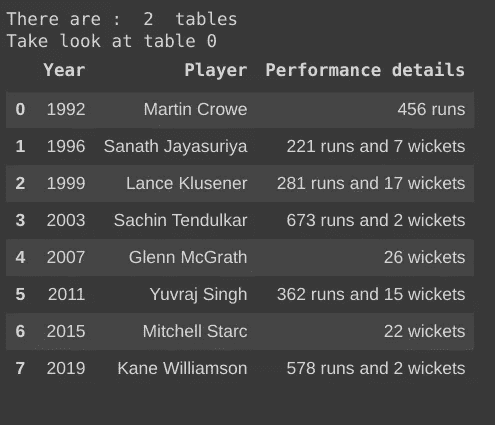 There are :  2  tables
Take look at table 0
Year Player Performance details
0 1992 Martin Crowe 456 runs
1 1996 Sanath Jayasuriya 221 runs and 7 wickets
2 1999 Lance Klusener 281 runs and 17 wickets
3 2003 Sachin Tendulkar 673 runs and 2 wickets
4 2007 Glenn McGrath 26 wickets
5 2011 Yuvraj Singh 362 runs and 15 wickets
6 2015 Mitchell Starc 22 wickets
7 2019 Kane Williamson 578 runs and 2 wickets